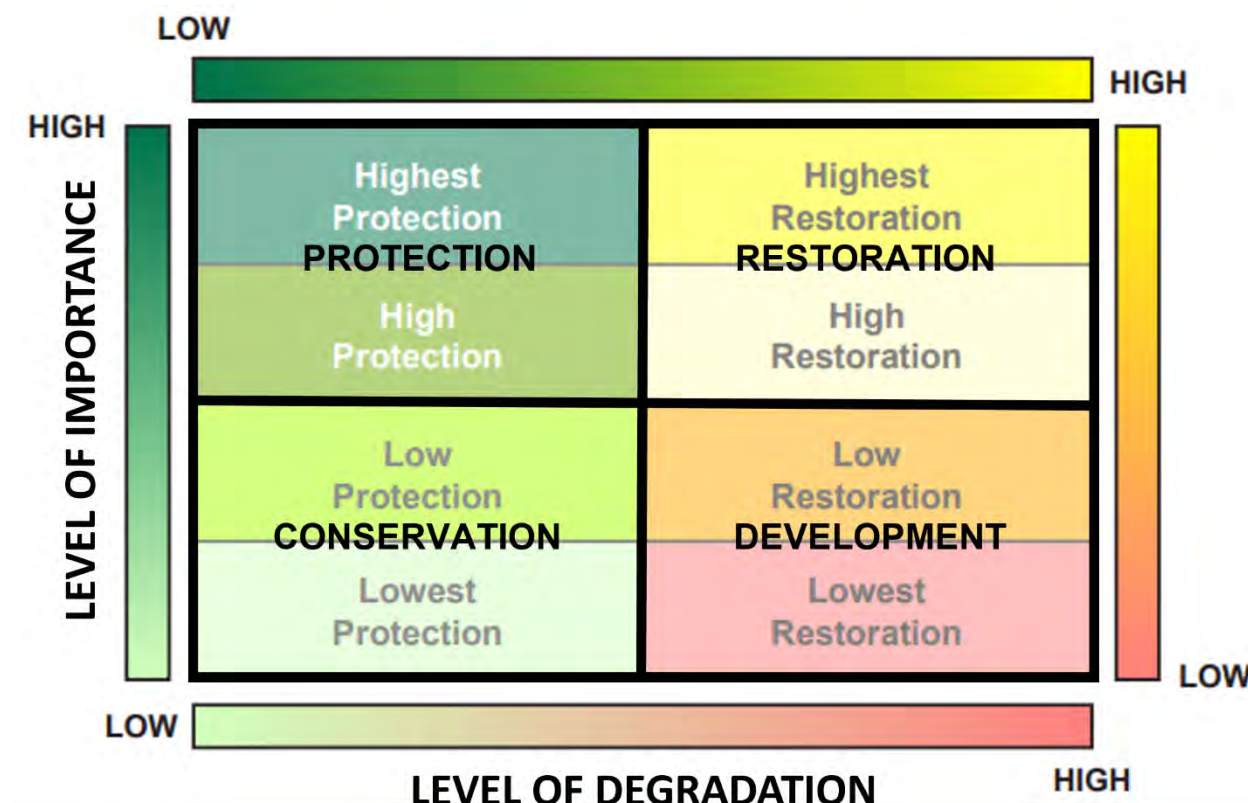 LOW
HIGH
HIGH
LEVEL OF IMPORTANCE
Highest
Protection
PROTECTION
High
Protection
Highest
Restoration
RESTORATION
High
Restoration
Low
Protection
CONSERVATION
Lowest
Protection
Low
Restoration
DEVELOPMENT
Lowest
Restoration
LOW
LOW
HIGH
LEVEL OF DEGRADATION